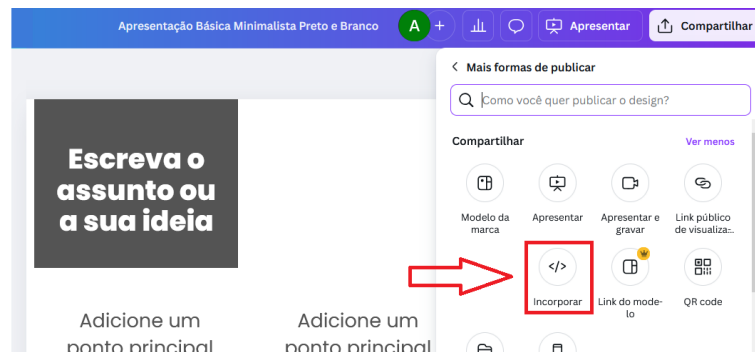 Apresentação Básica Minimalista Preto e Branco
A
+
Apresentar
Compartilhar
Mais formas de publicar
Como você quer publicar o design?
Compartilhar
Ver menos
Modelo da
marca
Apresentar
Apresentar e
gravar
Link público
de visualiza...
Incorporar
Link do mode-
lo
QR code
Escreva o
assunto ou
a sua ideia
Adicione um
ponto principal
Adicione um
ponto principal